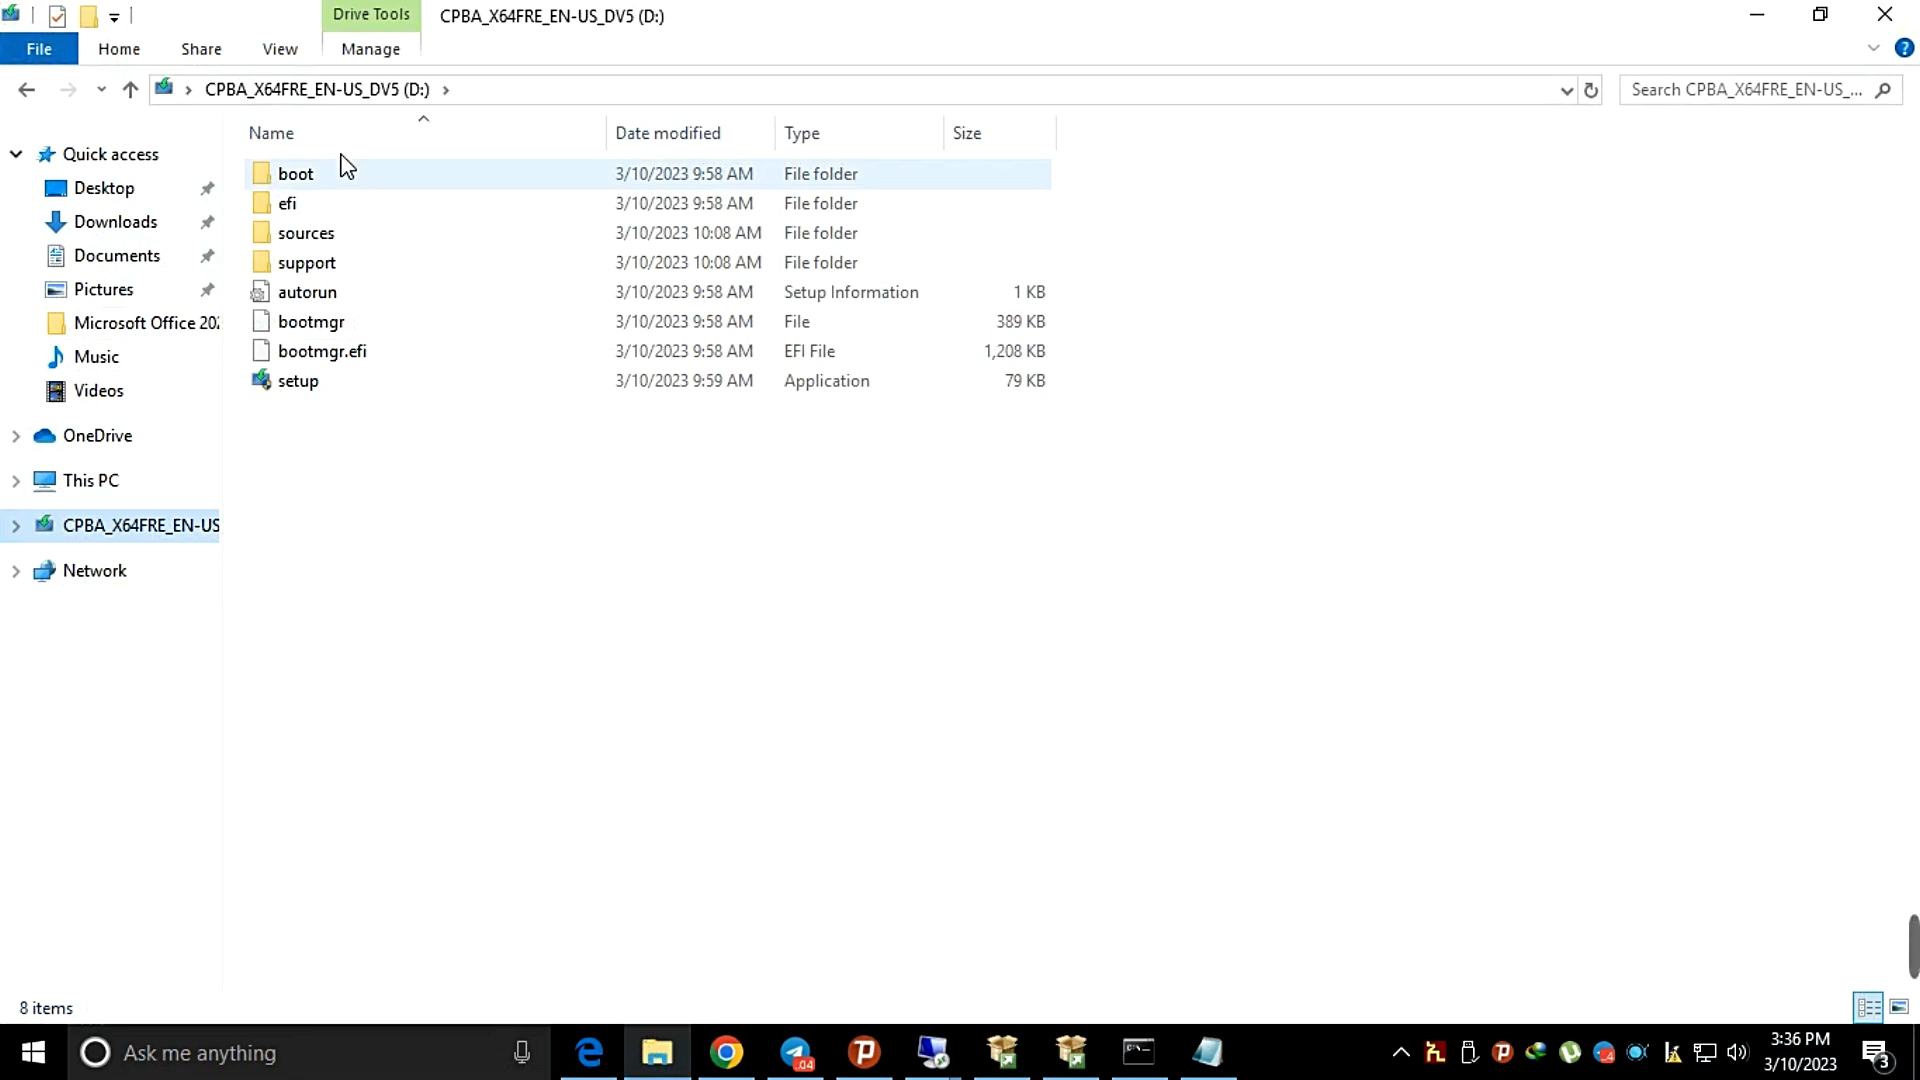 Drive Tools
CPBA_X64FRE_EN-US_DV5 (D:)
File
Home
Share
View
Manage
CPBA_X64FRE_EN-US_DV5 (D:)
Search CPBA_X64FRE_EN-US_...
Name
Date modified
Type
Size
Quick access
Desktop
Downloads
Documents
Pictures
Microsoft Office 202
Music
Videos
OneDrive
This PC
CPBA_X64FRE_EN-US
Network
boot 3/10/2023 9:58 AM File folder
efi 3/10/2023 9:58 AM File folder
sources 3/10/2023 10:08 AM File folder
support 3/10/2023 10:08 AM File folder
autorun 3/10/2023 9:58 AM Setup Information 1 KB
bootmgr 3/10/2023 9:58 AM File 389 KB
bootmgr.efi 3/10/2023 9:58 AM EFI File 1,208 KB
setup 3/10/2023 9:59 AM Application 79 KB
8 items
Ask me anything
.04
3:36 PM
3/10/2023
3